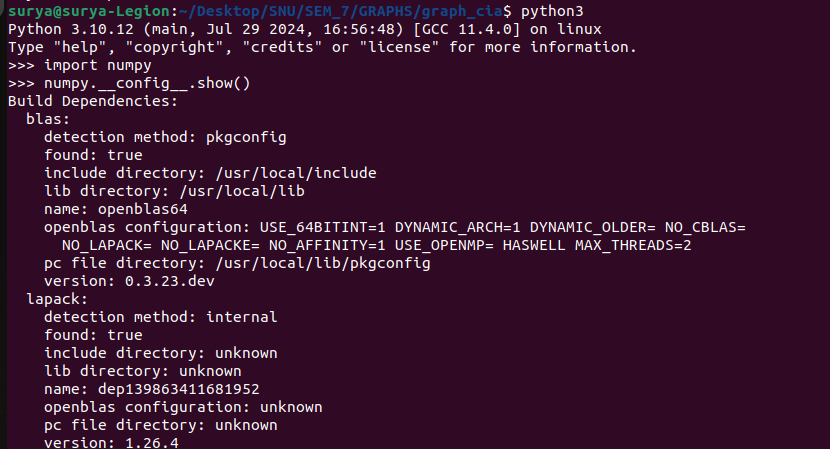 surya@surya-Legion:~/Desktop/SNU/SEM_7/GRAPHS/graph_cia$ python3
Python 3.10.12 (main, Jul 29 2024, 16:56:48) [GCC 11.4.0] on linux
Type "help", "copyright", "credits" or "license" for more information.
>>> import numpy
>>> numpy.__config__.show()
Build Dependencies:
  blas:
    detection method: pkgconfig
    found: true
    include directory: /usr/local/include
    lib directory: /usr/local/lib
    name: openblas64
    openblas configuration: USE_64BITINT=1 DYNAMIC_ARCH=1 DYNAMIC_OLDER= NO_CBLAS=
      NO_LAPACK= NO_LAPACKE= NO_AFFINITY=1 USE_OPENMP= HASWELL MAX_THREADS=2
    pc file directory: /usr/local/lib/pkgconfig
    version: 0.3.23.dev
  lapack:
    detection method: internal
    found: true
    include directory: unknown
    lib directory: unknown
    name: dep139863411681952
    openblas configuration: unknown
    pc file directory: unknown
    version: 1.26.4